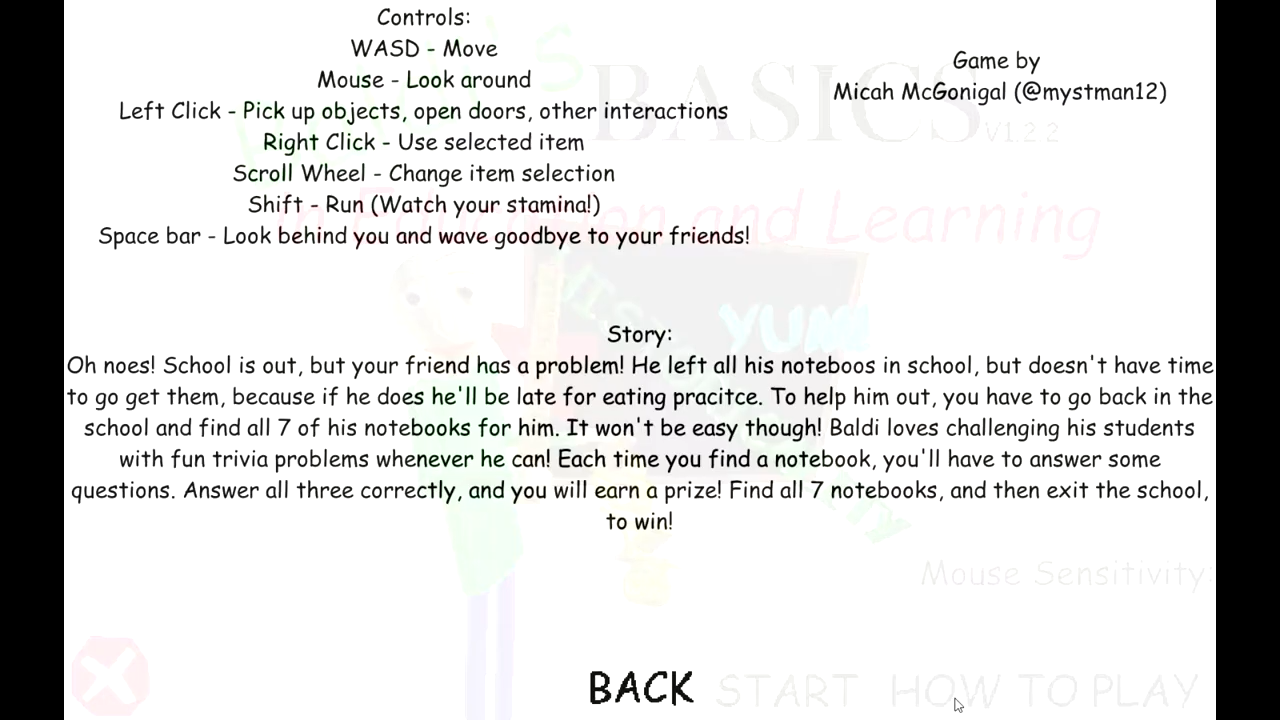 Controls:
WASD - Move
Mouse - Look around
Left Click - Pick up objects, open doors, other interactions
Right Click - Use selected item
Scroll Wheel - Change item selection
Shift - Run (Watch your stamina!)
Space bar - Look behind you and wave goodbye to your friends!
Game by
Micah McGonigal (@mystman12)
BASICS
V1.2.2
and Learning
YUM
Story:
Oh noes! School is out, but your friend has a problem! He left all his noteboos in school, but doesn't have time
to go get them, because if he does he'll be late for eating pracitce. To help him out, you have to go back in the
school and find all 7 of his notebooks for him. It won't be easy though! Baldi loves challenging his students
with fun trivia problems whenever he can! Each time you find a notebook, you'll have to answer some
questions. Answer all three correctly, and you will earn a prize! Find all 7 notebooks, and then exit the school,
to win!
Mouse Sensitivity:
BACK START HOW TO PLAY